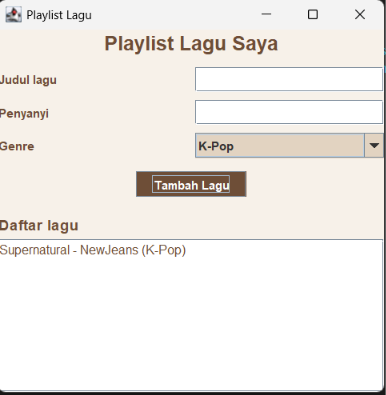 Playlist Lagu
Playlist Lagu Saya
Judul lagu
Penyanyi
Genre K-Pop
Tambah Lagu
Daftar lagu
Supernatural - NewJeans (K-Pop)